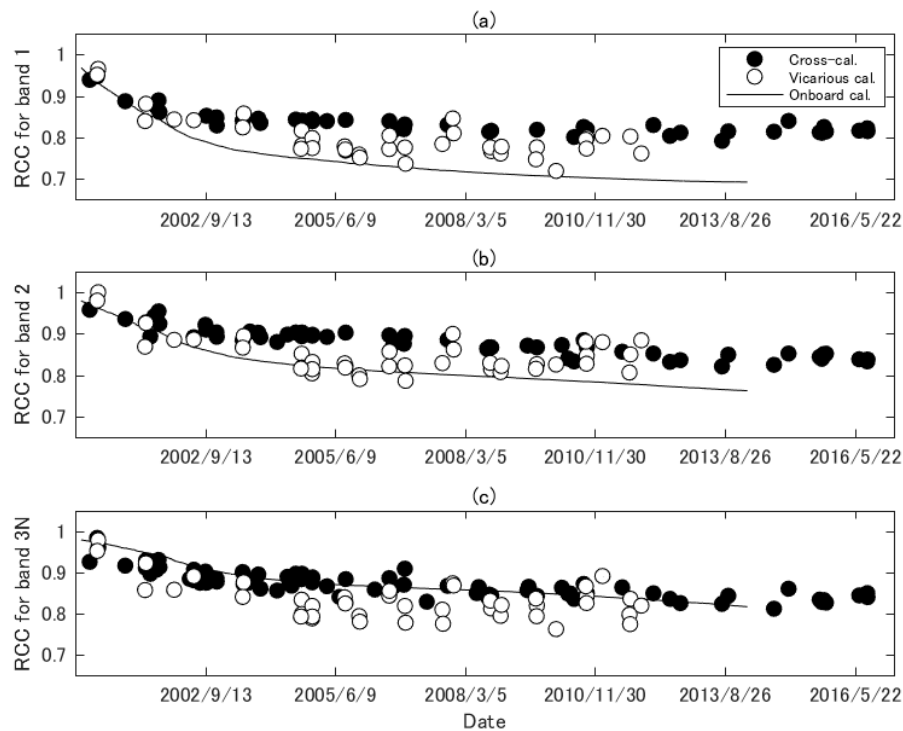 (a)
RCC for band 1
1
0.9
0.8
0.7
Cross-cal.
Vicarious cal.
Onboard cal.
2002/9/13 2005/6/9 2008/3/5 2010/11/30 2013/8/26 2016/5/22
(b)
RCC for band 2
1
0.9
0.8
0.7
2002/9/13 2005/6/9 2008/3/5 2010/11/30 2013/8/26 2016/5/22
(c)
RCC for band 3N
1
0.9
0.8
0.7
2002/9/13 2005/6/9 2008/3/5 2010/11/30 2013/8/26 2016/5/22
Date